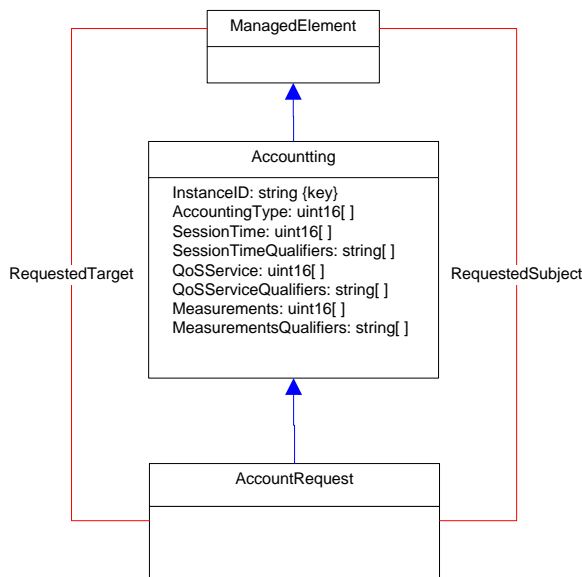 ManagedElement
Accountting
InstanceID: string {key}
AccountingType: uint16[ ]
SessionTime: uint16[ ]
SessionTimeQualifiers: string[ ]
QoSService: uint16[ ]
QoSServiceQualifiers: string[ ]
Measurements: uint16[ ]
MeasurementsQualifiers: string[ ]
RequestedTarget
RequestedSubject
AccountRequest